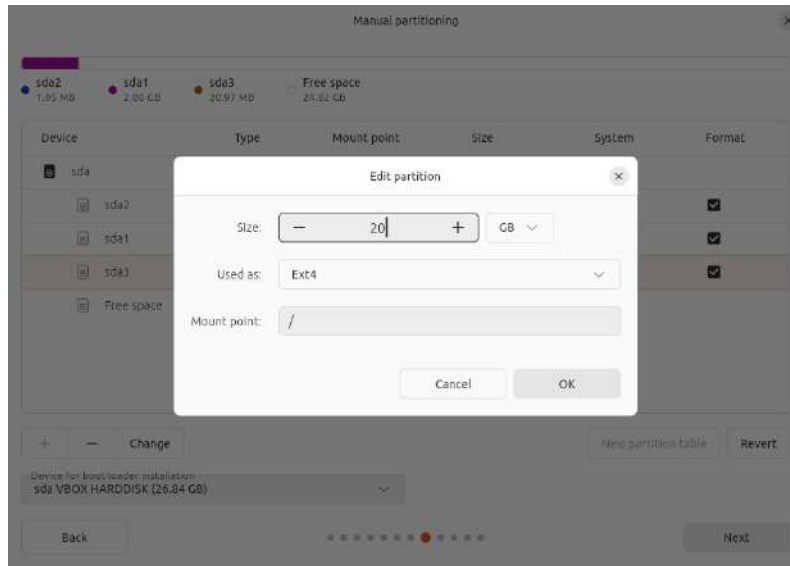 Manual partitioning
sda2 sda1 sda3 Free space
1.05 MB 2.00 GB 20.97 MB 24.82 GB
Device Type Mount point Size System Format
sda
Edit partition
sda2
Size: − 20 + GB
sda1
sda3
Used as: Ext4
Free space
Mount point: /
Cancel OK
+ − Change New partition table Revert
Device for boot loader installation
sda VBOX HARDDISK (26.84 GB)
Back Next